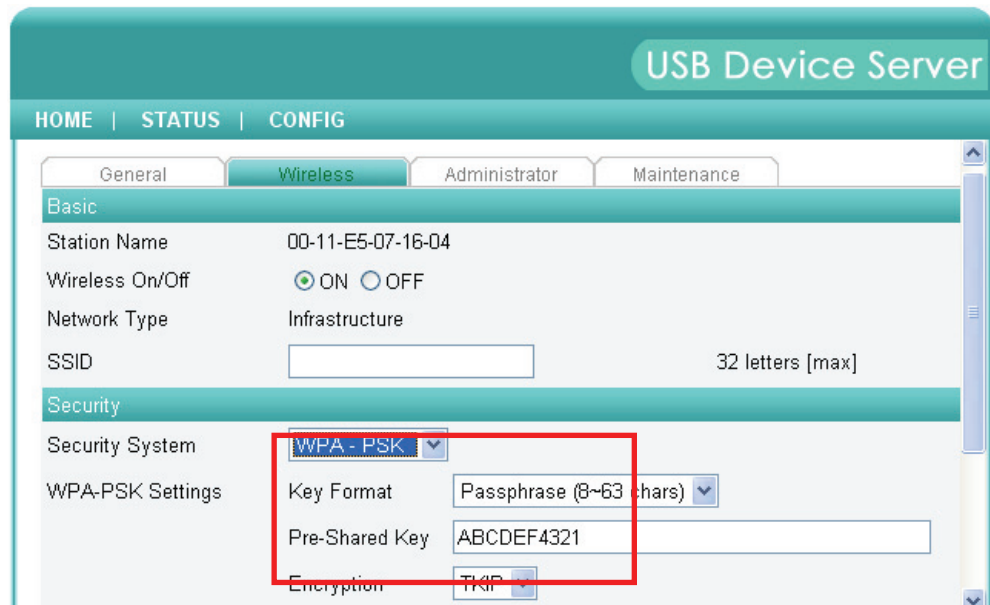 USB Device Server
HOME | STATUS | CONFIG
General Wireless Administrator Maintenance
Basic
Station Name 00-11-E5-07-16-04
Wireless On/Off ON OFF
Network Type Infrastructure
SSID 32 letters [max]
Security
Security System WPA - PSK
WPA-PSK Settings Key Format Passphrase (8~63 chars)
Pre-Shared Key ABCDEF4321
Encryption TKIP